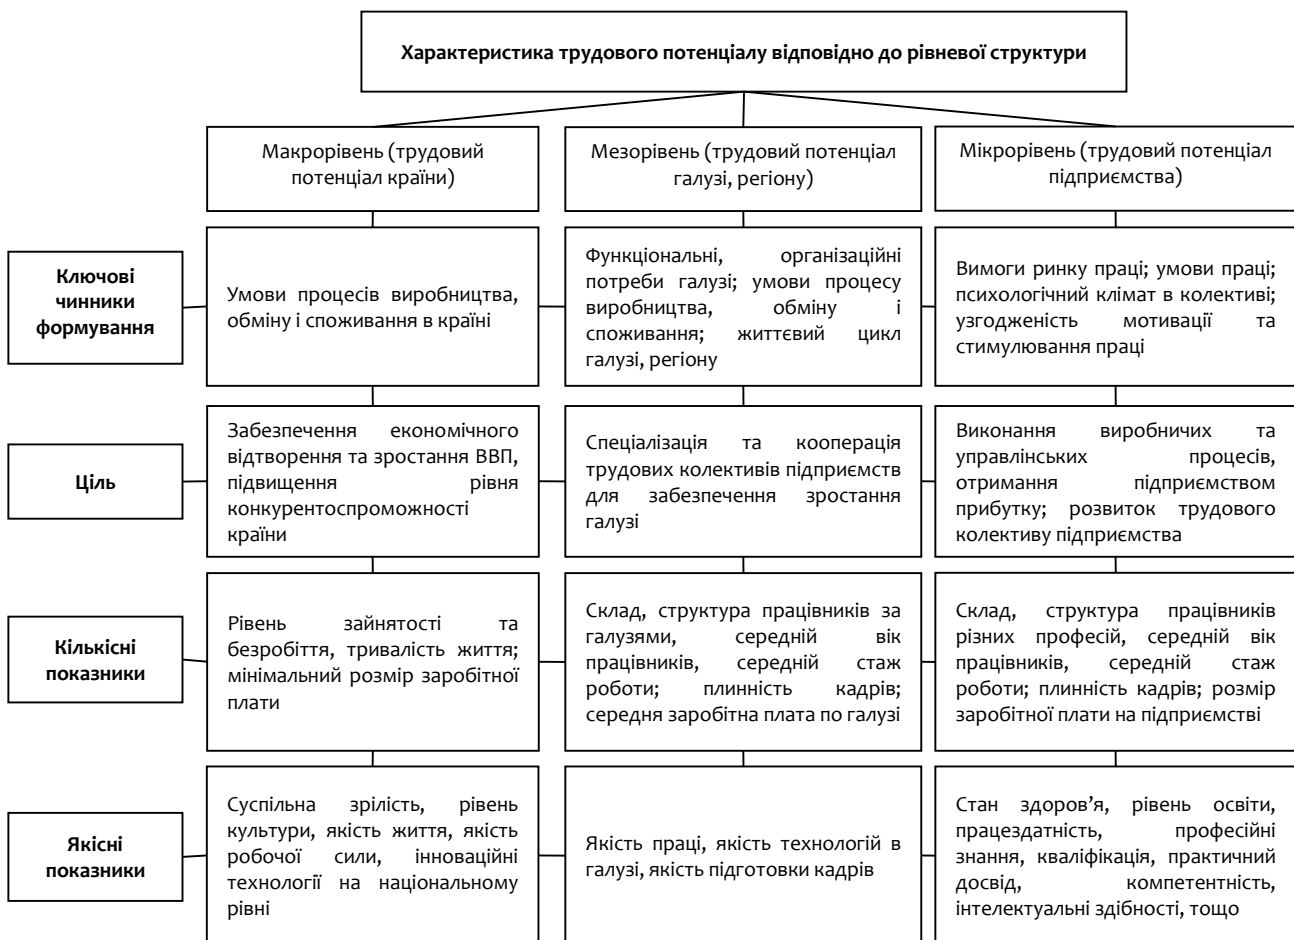 Характеристика трудового потенціалу відповідно до рівневої структури
Макрорівень (трудовий
потенціал країни)
Мезорівень (трудовий потенціал
галузі, регіону)
Мікрорівень (трудовий потенціал
підприємства)
Ключові
чинники
формування
Умови процесів виробництва,
обміну і споживання в країні
Функціональні, організаційні
потреби галузі; умови процесу
виробництва, обміну і
споживання; життєвий цикл
галузі, регіону
Вимоги ринку праці; умови праці;
психологічний клімат в колективі;
узгодженість мотивації та
стимулювання праці
Ціль
Забезпечення економічного
відтворення та зростання ВВП,
підвищення рівня
конкурентоспроможності
країни
Спеціалізація та кооперація
трудових колективів підприємств
для забезпечення зростання
галузі
Виконання виробничих та
управлінських процесів,
отримання підприємством
прибутку; розвиток трудового
колективу підприємства
Кількісні
показники
Рівень зайнятості та
безробіття, тривалість життя;
мінімальний розмір заробітної
плати
Склад, структура працівників за
галузями, середній вік
працівників, середній стаж
роботи; плинність кадрів;
середня заробітна плата по галузі
Склад, структура працівників
різних професій, середній вік
працівників, середній стаж
роботи; плинність кадрів; розмір
заробітної плати на підприємстві
Якісні
показники
Суспільна зрілість, рівень
культури, якість життя, якість
робочої сили, інноваційні
технології на національному
рівні
Якість праці, якість технологій в
галузі, якість підготовки кадрів
Стан здоров’я, рівень освіти,
працездатність, професійні
знання, кваліфікація, практичний
досвід, компетентність,
інтелектуальні здібності, тощо